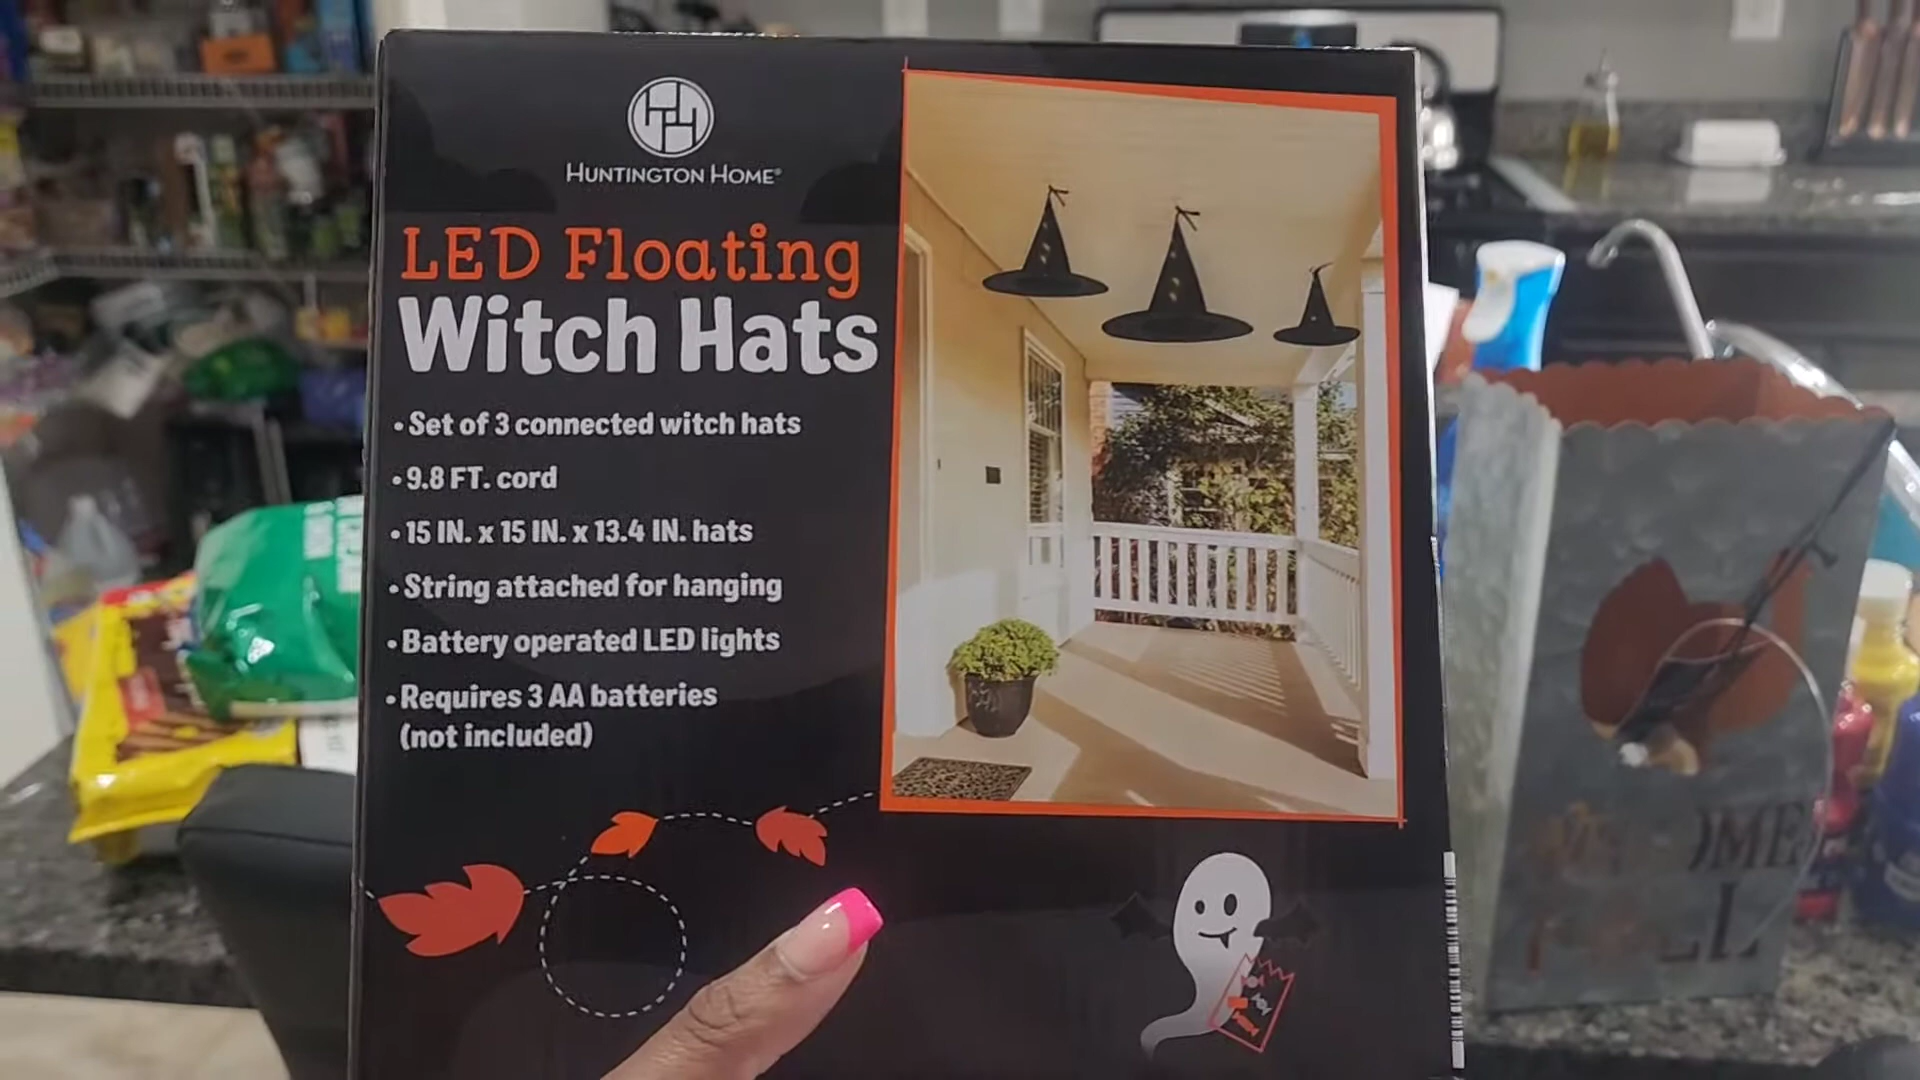 HUNTINGTON HOME®
LED Floating
Witch Hats
• Set of 3 connected witch hats
• 9.8 FT. cord
• 15 IN. x 15 IN. x 13.4 IN. hats
• String attached for hanging
• Battery operated LED lights
• Requires 3 AA batteries
(not included)